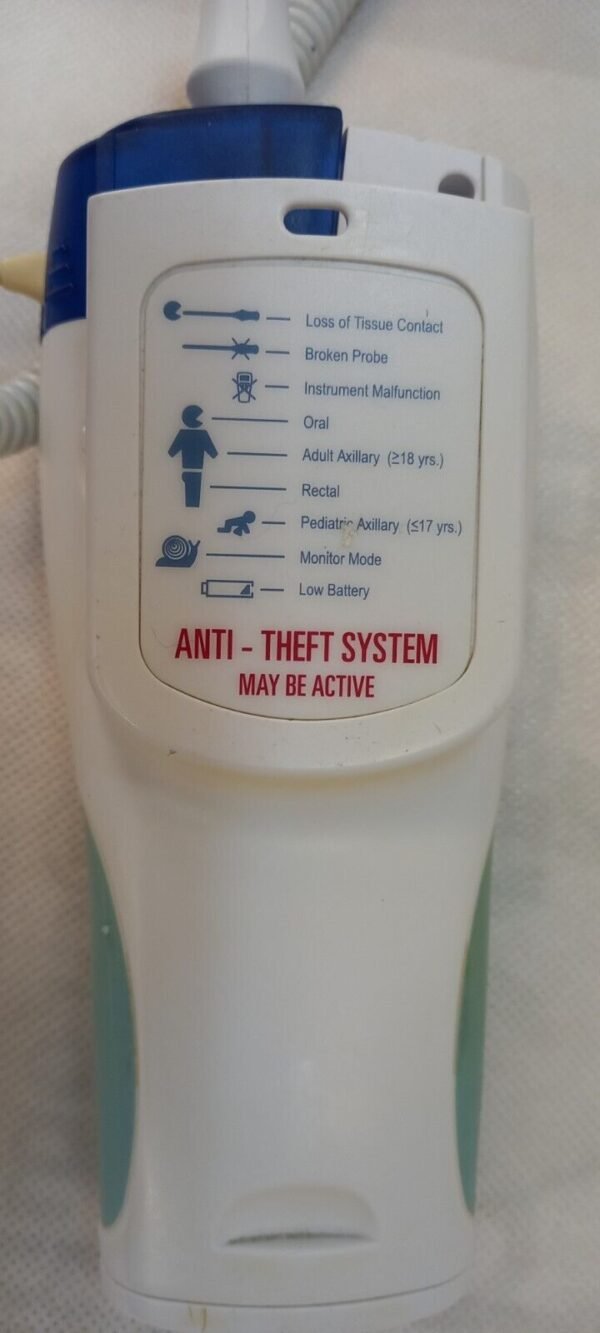 Loss of Tissue Contact
Broken Probe
Instrument Malfunction
Oral
Adult Axillary (≥18 yrs.)
Rectal
Pediatric Axillary (≤17 yrs.)
Monitor Mode
Low Battery
ANTI - THEFT SYSTEM
MAY BE ACTIVE